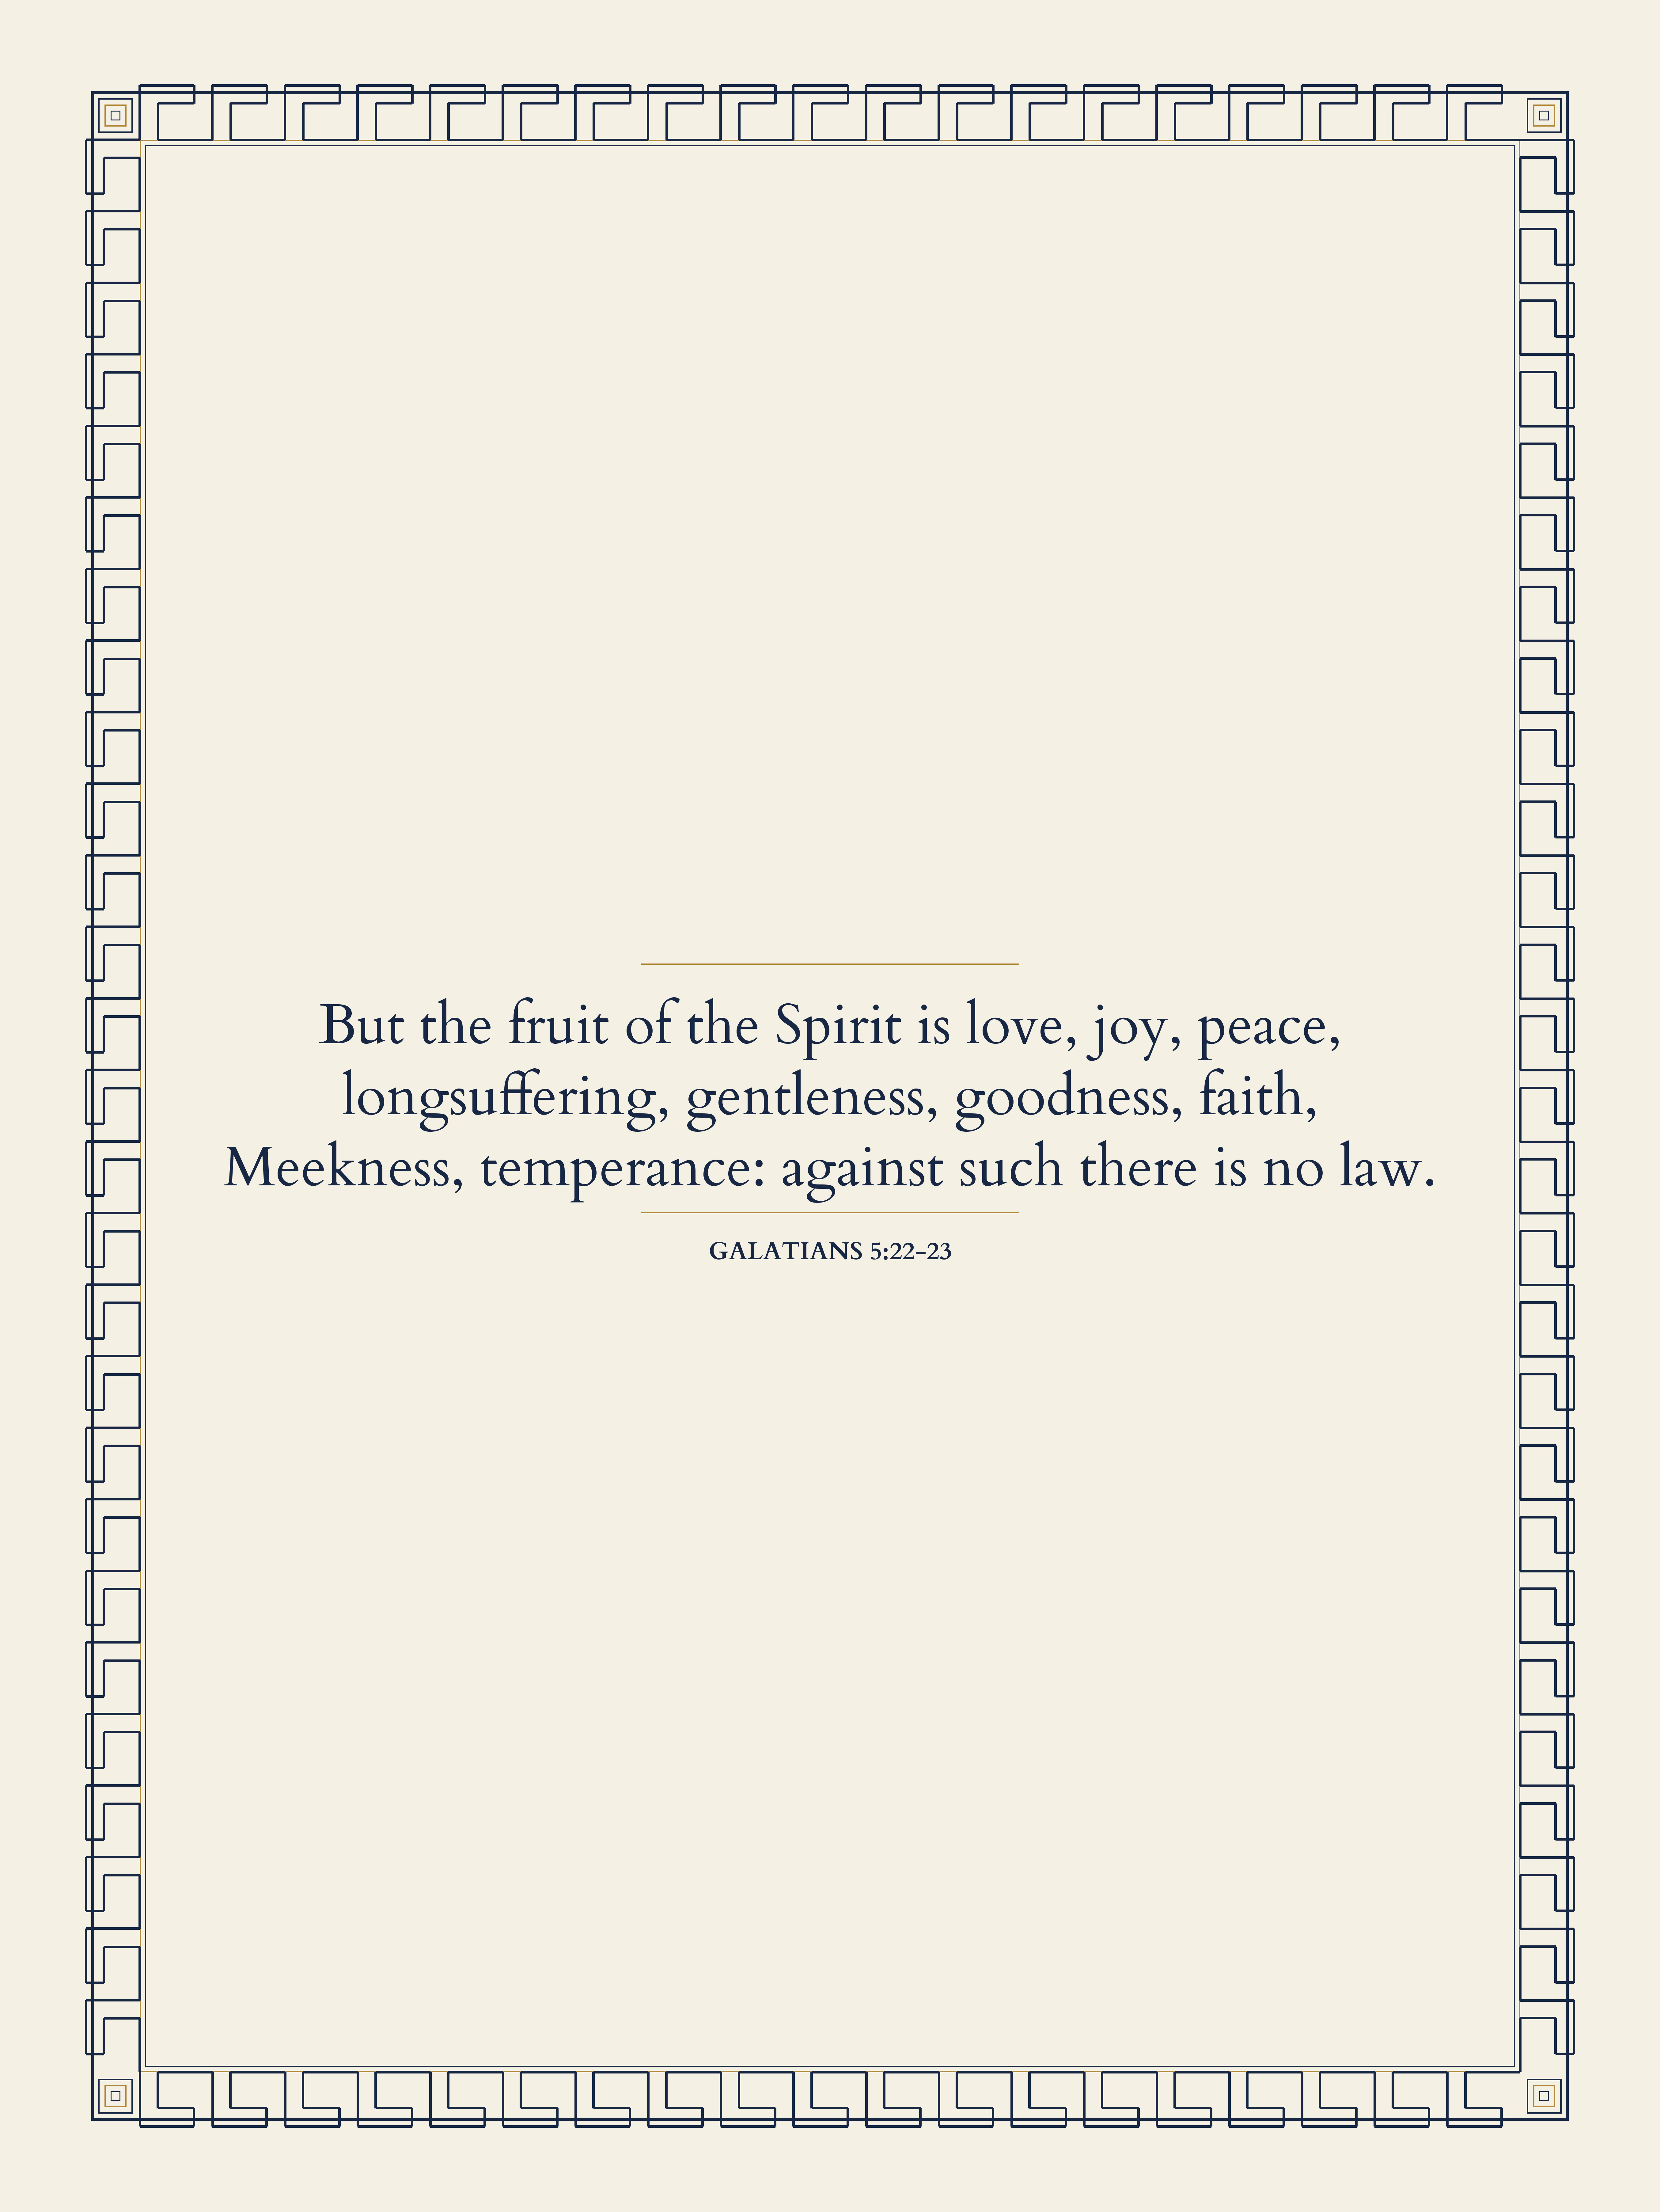 But the fruit of the Spirit is love, joy, peace,
longsuffering, gentleness, goodness, faith,
Meekness, temperance: against such there is no law.
GALATIANS 5:22–23